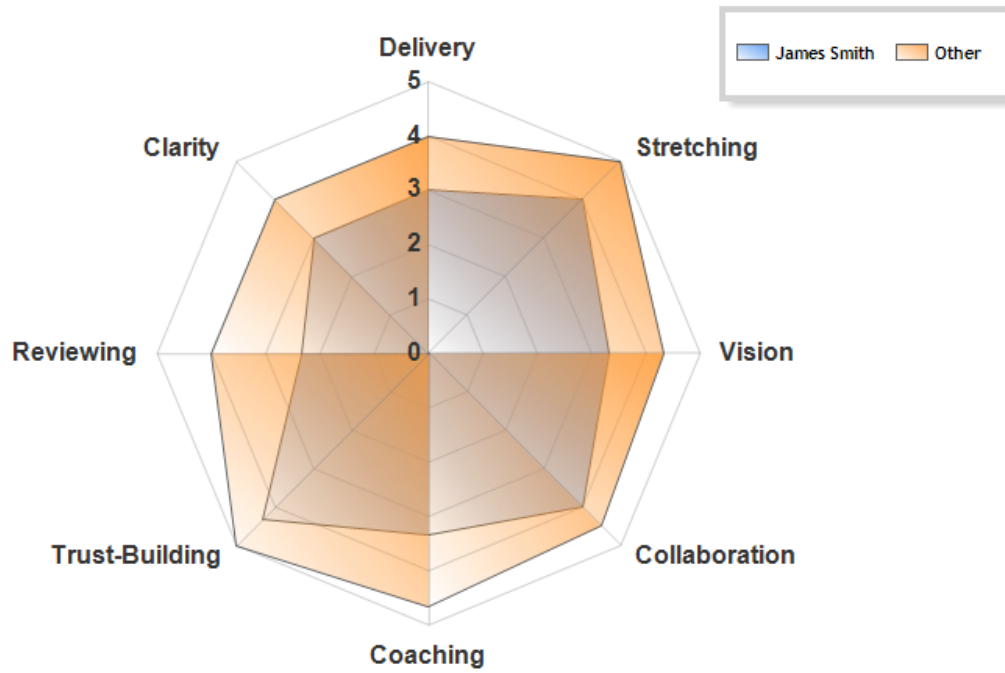 Delivery
James Smith Other
5
Clarity
4
Stretching
3
2
1
Reviewing
0
Vision
Trust-Building
Collaboration
Coaching